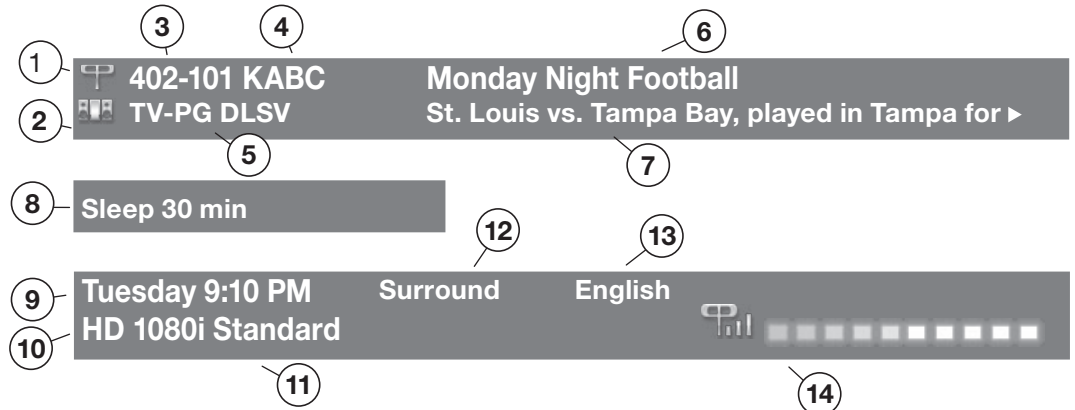 3 4 6
1 402-101 KABC Monday Night Football
2 TV-PG DLSV St. Louis vs. Tampa Bay, played in Tampa for ▶
5 7
8 Sleep 30 min
12 13
9 Tuesday 9:10 PM Surround English
10 HD 1080i Standard
11 14